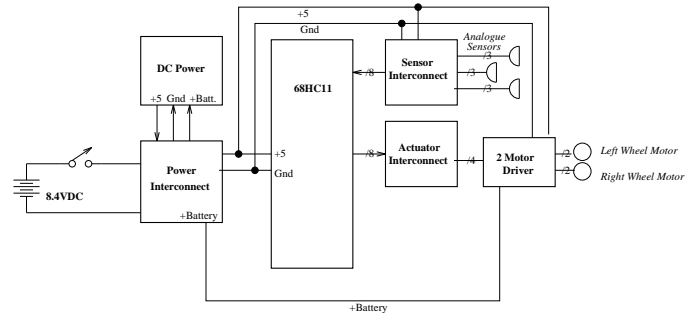 +5
Gnd
Analogue
Sensors
DC Power
+5 Gnd +Batt.
68HC11
Sensor
Interconnect
/8
/3
/3
/3
Power
Interconnect
+Battery
8.4VDC
+5
Gnd
/8
Actuator
Interconnect
/4
2 Motor
Driver
/2
/2
Left Wheel Motor
Right Wheel Motor
+Battery